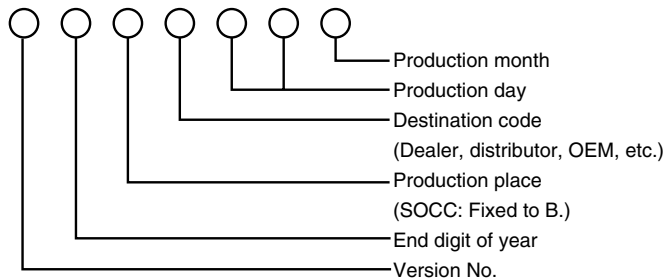 Production month
Production day
Destination code
(Dealer, distributor, OEM, etc.)
Production place
(SOCC: Fixed to B.)
End digit of year
Version No.